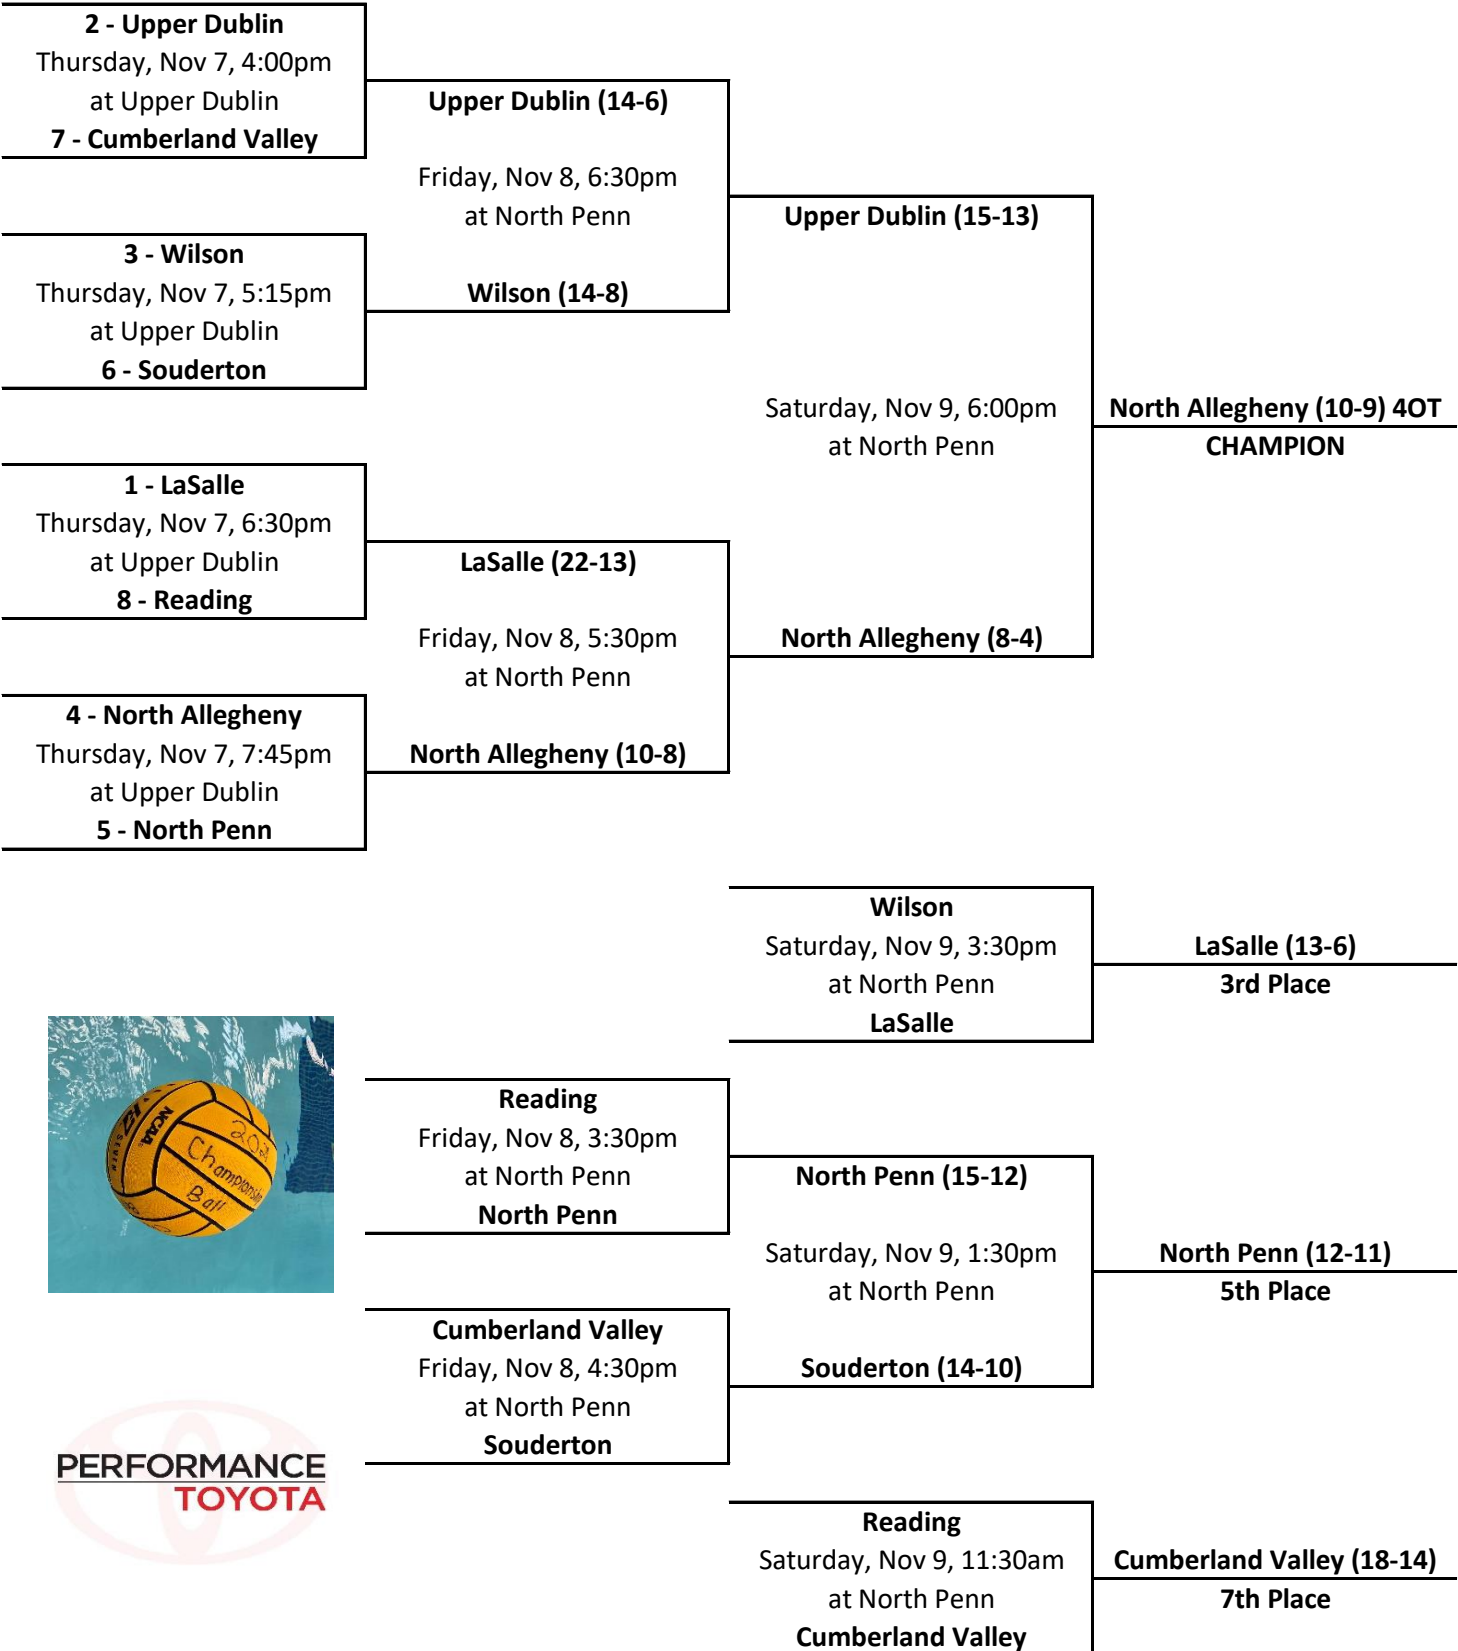 2 - Upper Dublin
Thursday, Nov 7, 4:00pm
at Upper Dublin
7 - Cumberland Valley
Upper Dublin (14-6)
Friday, Nov 8, 6:30pm
at North Penn
Wilson (14-8)
3 - Wilson
Thursday, Nov 7, 5:15pm
at Upper Dublin
6 - Souderton
Upper Dublin (15-13)
Saturday, Nov 9, 6:00pm
at North Penn
North Allegheny (10-9) 4OT
CHAMPION
1 - LaSalle
Thursday, Nov 7, 6:30pm
at Upper Dublin
8 - Reading
LaSalle (22-13)
Friday, Nov 8, 5:30pm
at North Penn
North Allegheny (10-8)
North Allegheny (8-4)
4 - North Allegheny
Thursday, Nov 7, 7:45pm
at Upper Dublin
5 - North Penn
Wilson
Saturday, Nov 9, 3:30pm
at North Penn
LaSalle
LaSalle (13-6)
3rd Place
NCAA
Championship
Ball
Reading
Friday, Nov 8, 3:30pm
at North Penn
North Penn
North Penn (15-12)
Saturday, Nov 9, 1:30pm
at North Penn
Souderton (14-10)
North Penn (12-11)
5th Place
Cumberland Valley
Friday, Nov 8, 4:30pm
at North Penn
Souderton
PERFORMANCE
TOYOTA
Reading
Saturday, Nov 9, 11:30am
at North Penn
Cumberland Valley
Cumberland Valley (18-14)
7th Place